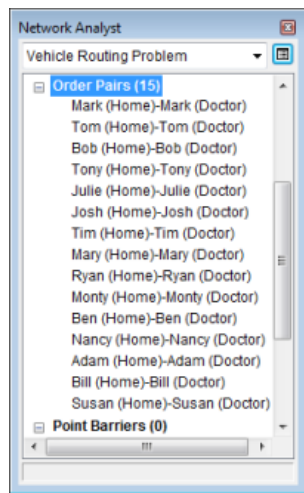 Network Analyst
Vehicle Routing Problem
Order Pairs (15)
Mark (Home)-Mark (Doctor)
Tom (Home)-Tom (Doctor)
Bob (Home)-Bob (Doctor)
Tony (Home)-Tony (Doctor)
Julie (Home)-Julie (Doctor)
Josh (Home)-Josh (Doctor)
Tim (Home)-Tim (Doctor)
Mary (Home)-Mary (Doctor)
Ryan (Home)-Ryan (Doctor)
Monty (Home)-Monty (Doctor)
Ben (Home)-Ben (Doctor)
Nancy (Home)-Nancy (Doctor)
Adam (Home)-Adam (Doctor)
Bill (Home)-Bill (Doctor)
Susan (Home)-Susan (Doctor)
Point Barriers (0)